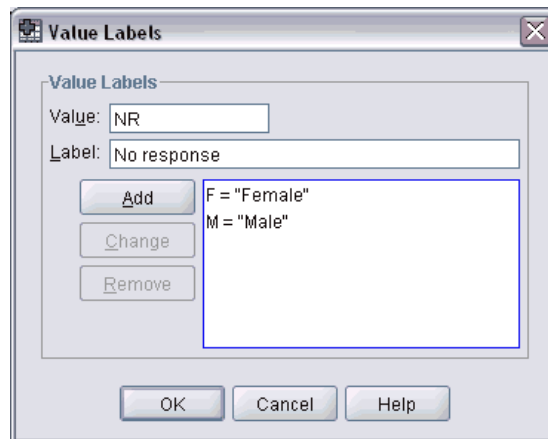 Value Labels
Value Labels
Value: NR
Label: No response
Add
F = "Female"
M = "Male"
Change
Remove
OK Cancel Help